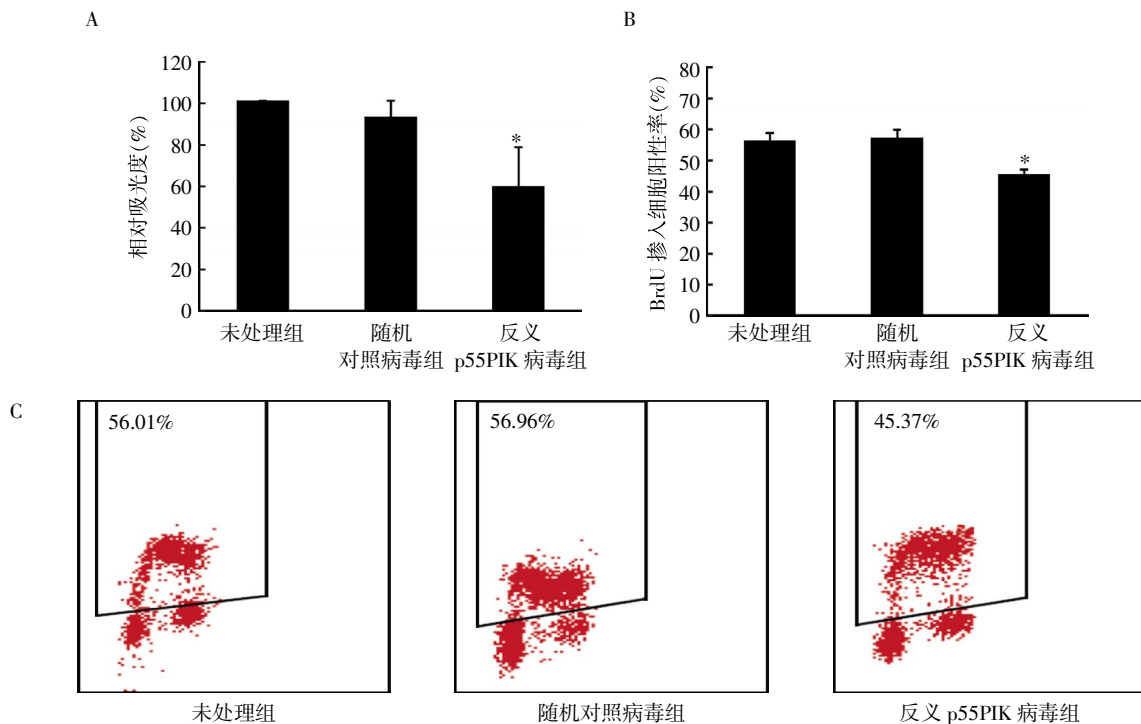 A
相对吸光度(%)
120
100
80
60
40
20
0
*
未处理组
随机
对照病毒组
反义
p55PIK 病毒组
B
BrdU 掺入细胞阳性率(%)
80
70
60
50
40
30
20
10
0
*
未处理组
随机
对照病毒组
反义
p55PIK 病毒组
C
56.01%
56.96%
45.37%
未处理组
随机对照病毒组
反义 p55PIK 病毒组